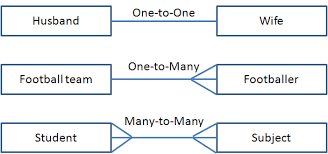 Husband One-to-One Wife
Football team One-to-Many Footballer
Student Many-to-Many Subject